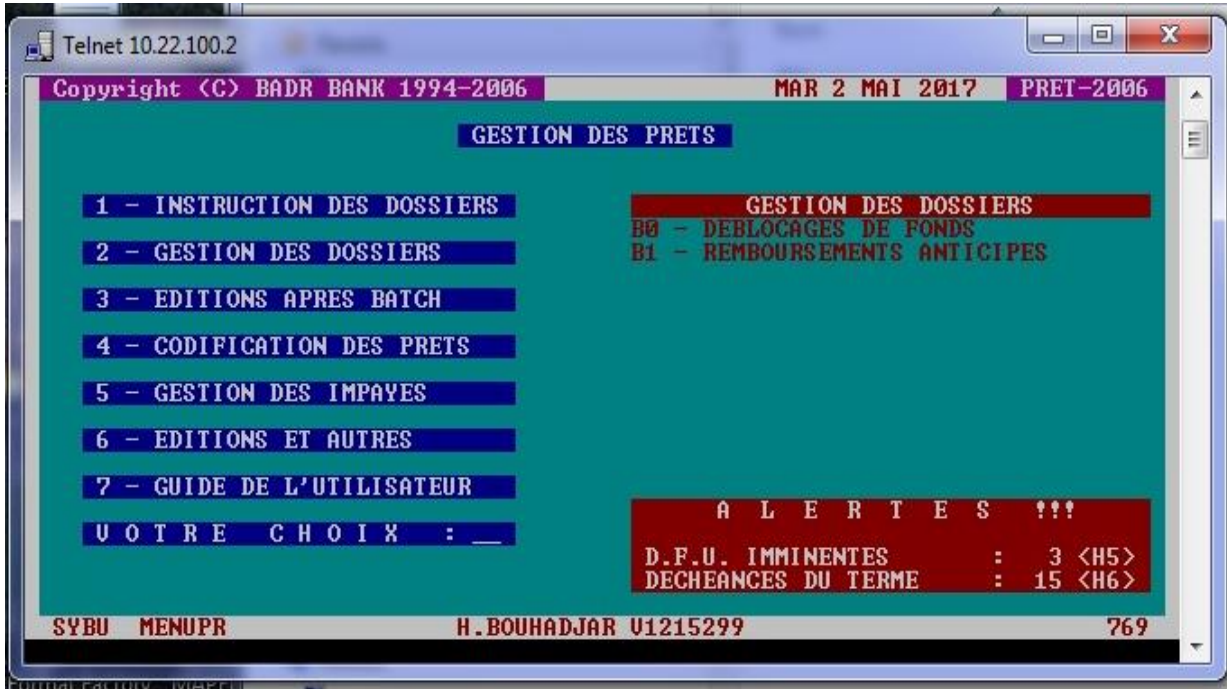 Telnet 10.22.100.2
Copyright (C) BADR BANK 1994-2006 MAR 2 MAI 2017 PRET-2006
GESTION DES PRETS
1 - INSTRUCTION DES DOSSIERS
2 - GESTION DES DOSSIERS
3 - EDITIONS APRES BATCH
4 - CODIFICATION DES PRETS
5 - GESTION DES IMPAYES
6 - EDITIONS ET AUTRES
7 - GUIDE DE L'UTILISATEUR
V O T R E C H O I X : __
GESTION DES DOSSIERS
B0 - DEBLOCAGES DE FONDS
B1 - REMBOURSEMENTS ANTICIPES
A L E R T E S !!!
D.F.U. IMMINENTES : 3 <H5>
DECHEANCES DU TERME : 15 <H6>
SYBU MENUPR H.BOUHADJAR V1215299 769